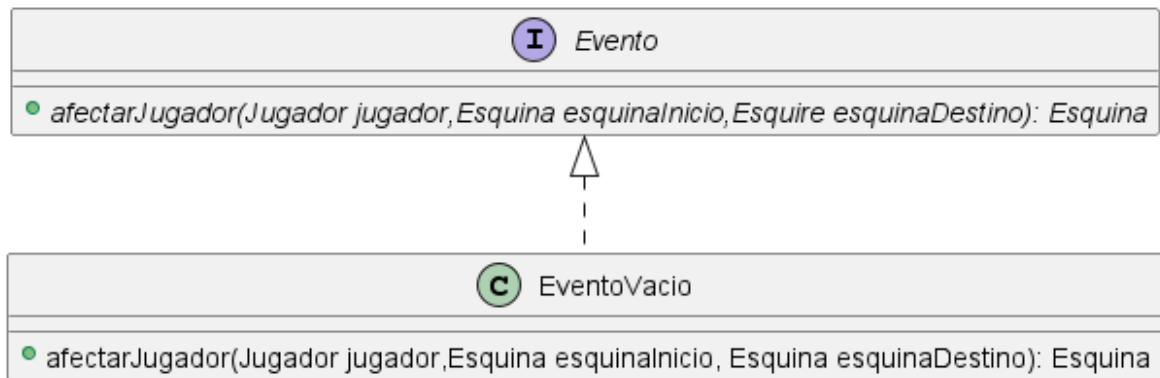 I Evento
afectarJugador(Jugador jugador,Esquina esquinaInicio,Esquire esquinaDestino): Esquina
C EventoVacio
afectarJugador(Jugador jugador,Esquina esquinaInicio, Esquina esquinaDestino): Esquina